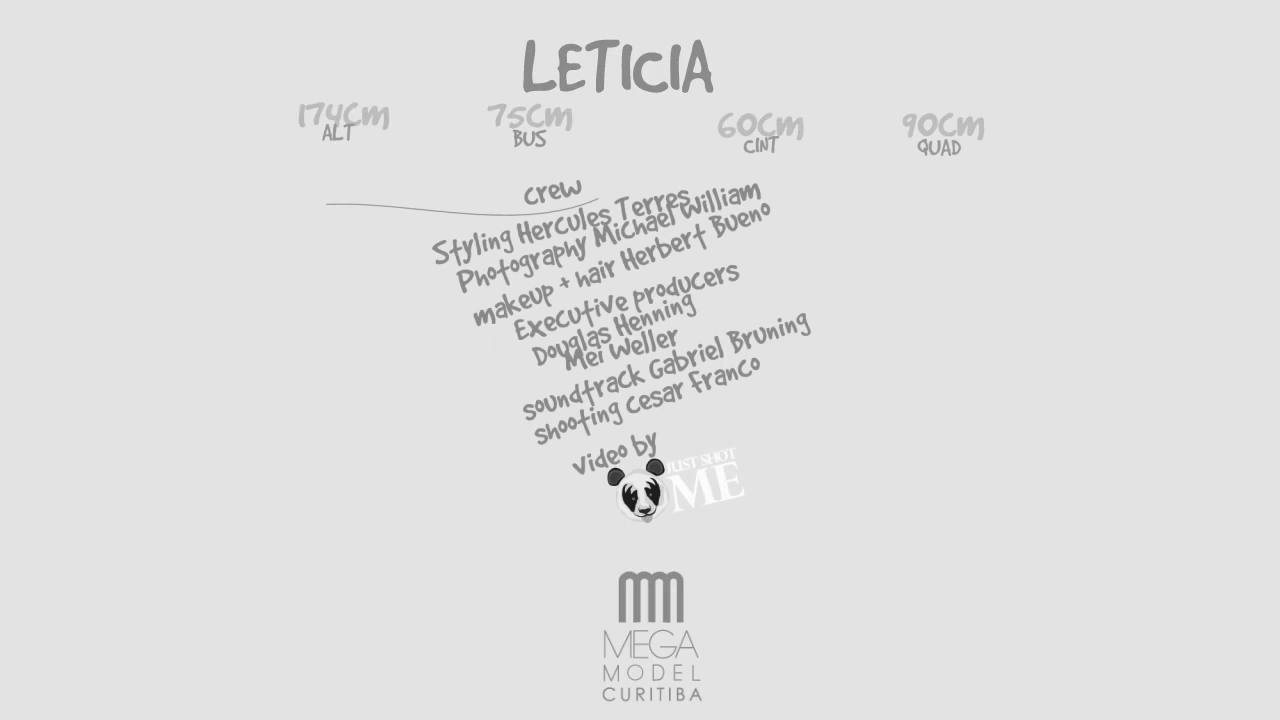 LETICIA
174cm 75cm 60cm 90cm
ALT BUS CINT QUAD
crew
Styling Hercules Terres
Photography Michael William
makeup + hair Herbert Bueno
Executive producers
Douglas Henning
Mei Weller
soundtrack Gabriel Bruning
shooting cesar franco
video by
JUST SHOT
ME
MEGA
MODEL
CURITIBA